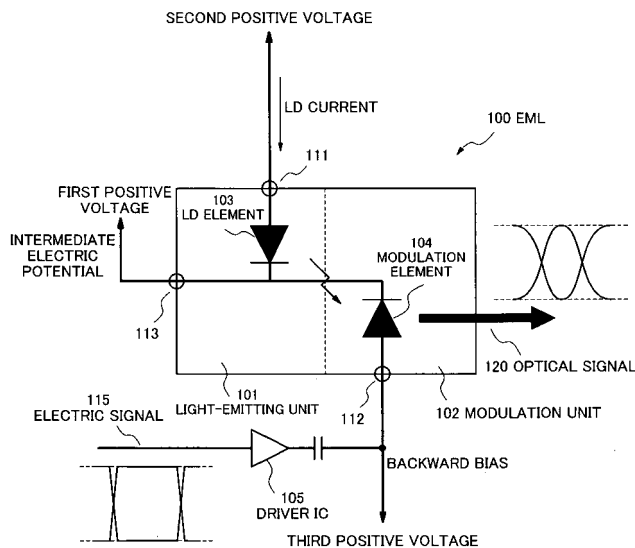 SECOND POSITIVE VOLTAGE
LD CURRENT
100 EML
111
FIRST POSITIVE
VOLTAGE
103
LD ELEMENT
INTERMEDIATE
ELECTRIC
POTENTIAL
104
MODULATION
ELEMENT
113
120 OPTICAL SIGNAL
101
LIGHT-EMITTING UNIT
112
102 MODULATION UNIT
115
ELECTRIC SIGNAL
BACKWARD BIAS
105
DRIVER IC
THIRD POSITIVE VOLTAGE